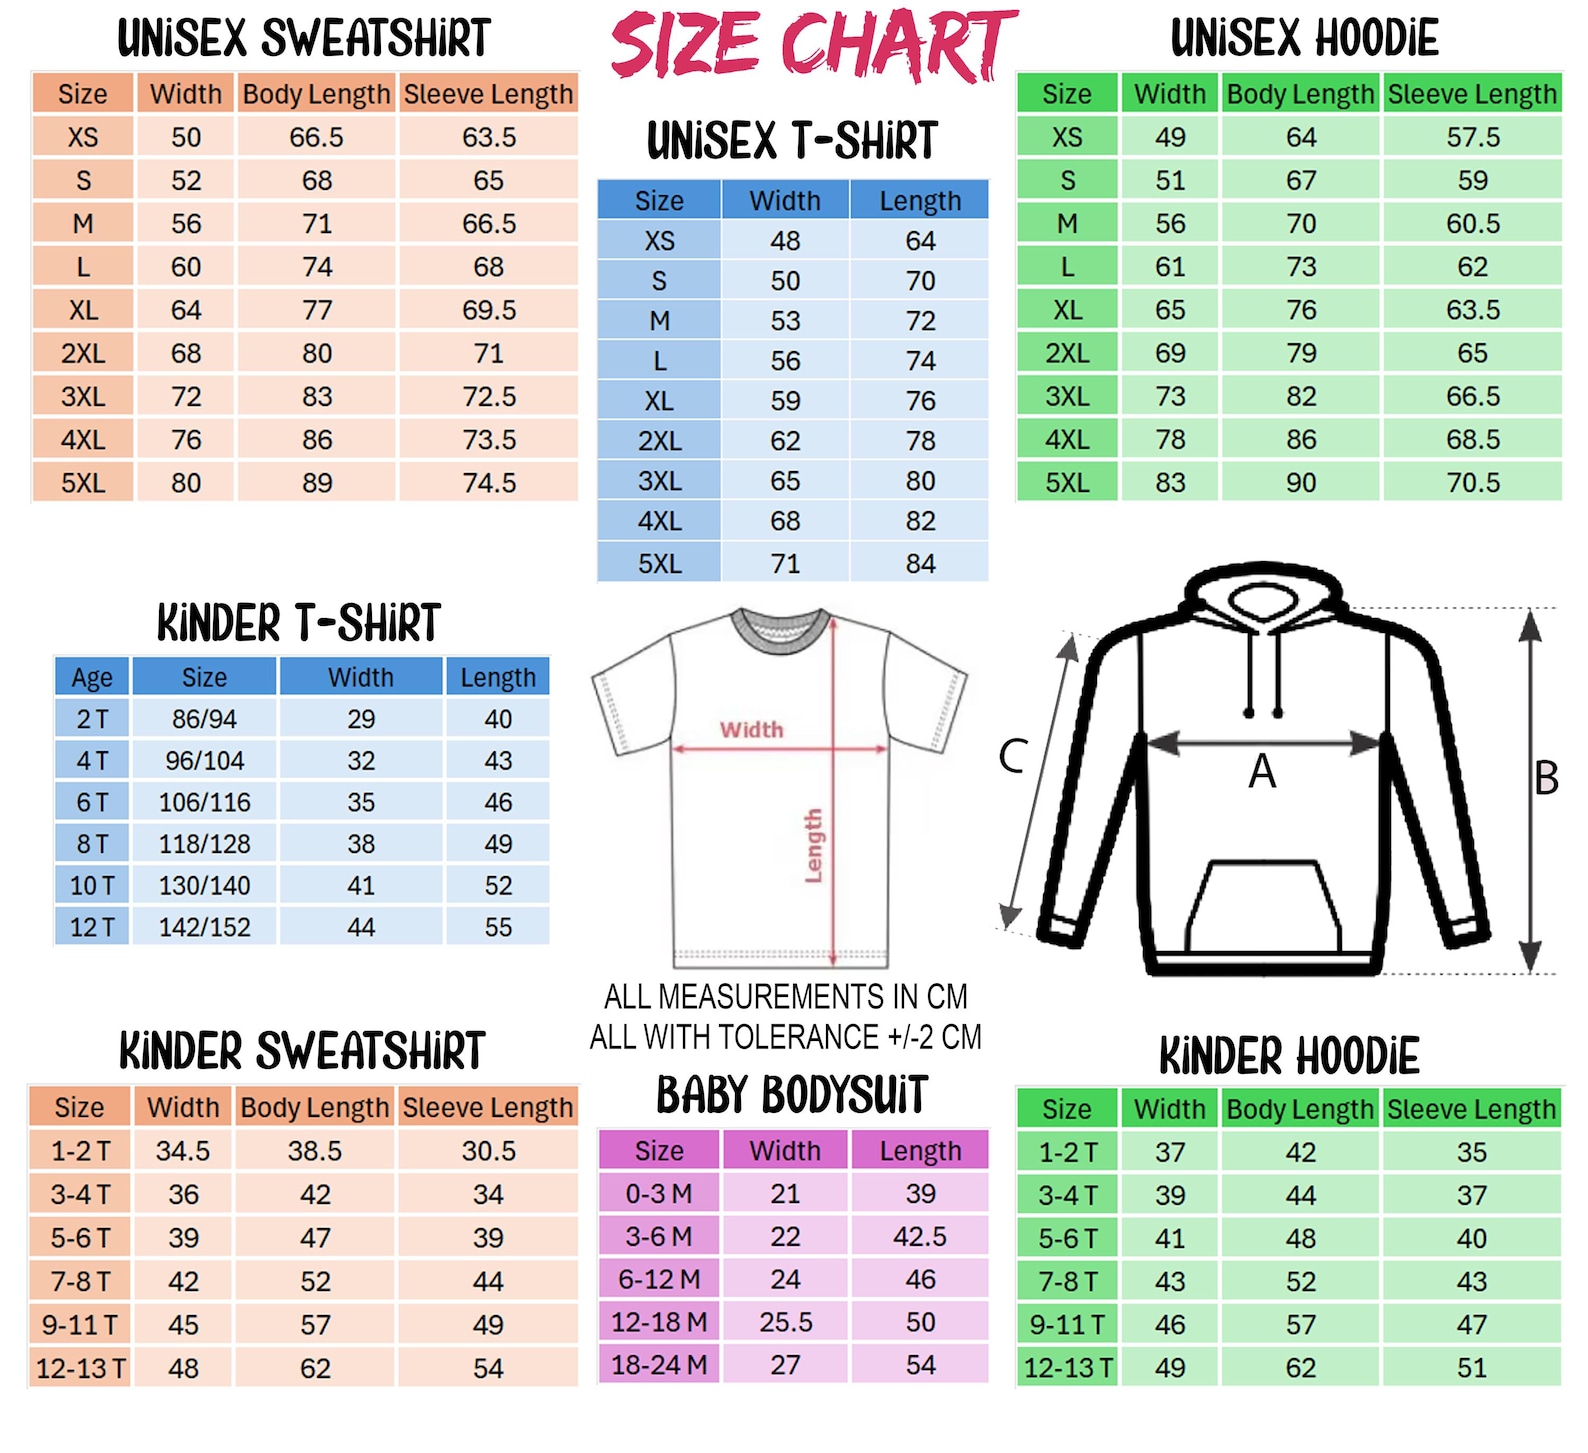 SIZE CHART
UNiSEX SWEATSHiRT
Size Width Body Length Sleeve Length
XS 50 66.5 63.5
S 52 68 65
M 56 71 66.5
L 60 74 68
XL 64 77 69.5
2XL 68 80 71
3XL 72 83 72.5
4XL 76 86 73.5
5XL 80 89 74.5
UNiSEX T-SHiRT
Size Width Length
XS 48 64
S 50 70
M 53 72
L 56 74
XL 59 76
2XL 62 78
3XL 65 80
4XL 68 82
5XL 71 84
UNiSEX HOODiE
Size Width Body Length Sleeve Length
XS 49 64 57.5
S 51 67 59
M 56 70 60.5
L 61 73 62
XL 65 76 63.5
2XL 69 79 65
3XL 73 82 66.5
4XL 78 86 68.5
5XL 83 90 70.5
KiNDER T-SHiRT
Age Size Width Length
2 T 86/94 29 40
4 T 96/104 32 43
6 T 106/116 35 46
8 T 118/128 38 49
10 T 130/140 41 52
12 T 142/152 44 55
Width
Length
C
A
B
ALL MEASUREMENTS IN CM
ALL WITH TOLERANCE +/-2 CM
KiNDER SWEATSHiRT
Size Width Body Length Sleeve Length
1-2 T 34.5 38.5 30.5
3-4 T 36 42 34
5-6 T 39 47 39
7-8 T 42 52 44
9-11 T 45 57 49
12-13 T 48 62 54
BABY BODYSUiT
Size Width Length
0-3 M 21 39
3-6 M 22 42.5
6-12 M 24 46
12-18 M 25.5 50
18-24 M 27 54
KiNDER HOODiE
Size Width Body Length Sleeve Length
1-2 T 37 42 35
3-4 T 39 44 37
5-6 T 41 48 40
7-8 T 43 52 43
9-11 T 46 57 47
12-13 T 49 62 51